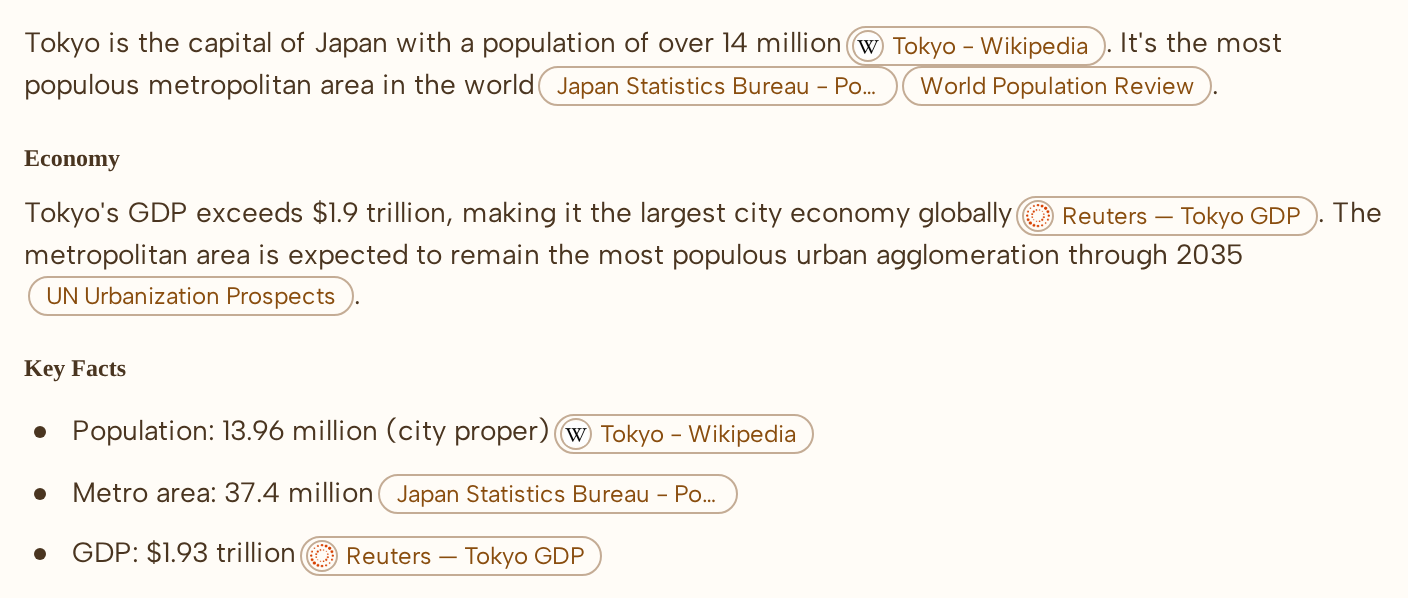 Tokyo is the capital of Japan with a population of over 14 million W Tokyo – Wikipedia. It's the most
populous metropolitan area in the world Japan Statistics Bureau – Po... World Population Review.
Economy
Tokyo's GDP exceeds $1.9 trillion, making it the largest city economy globally Reuters — Tokyo GDP. The
metropolitan area is expected to remain the most populous urban agglomeration through 2035
UN Urbanization Prospects.
Key Facts
● Population: 13.96 million (city proper) W Tokyo – Wikipedia
● Metro area: 37.4 million Japan Statistics Bureau – Po...
● GDP: $1.93 trillion Reuters — Tokyo GDP